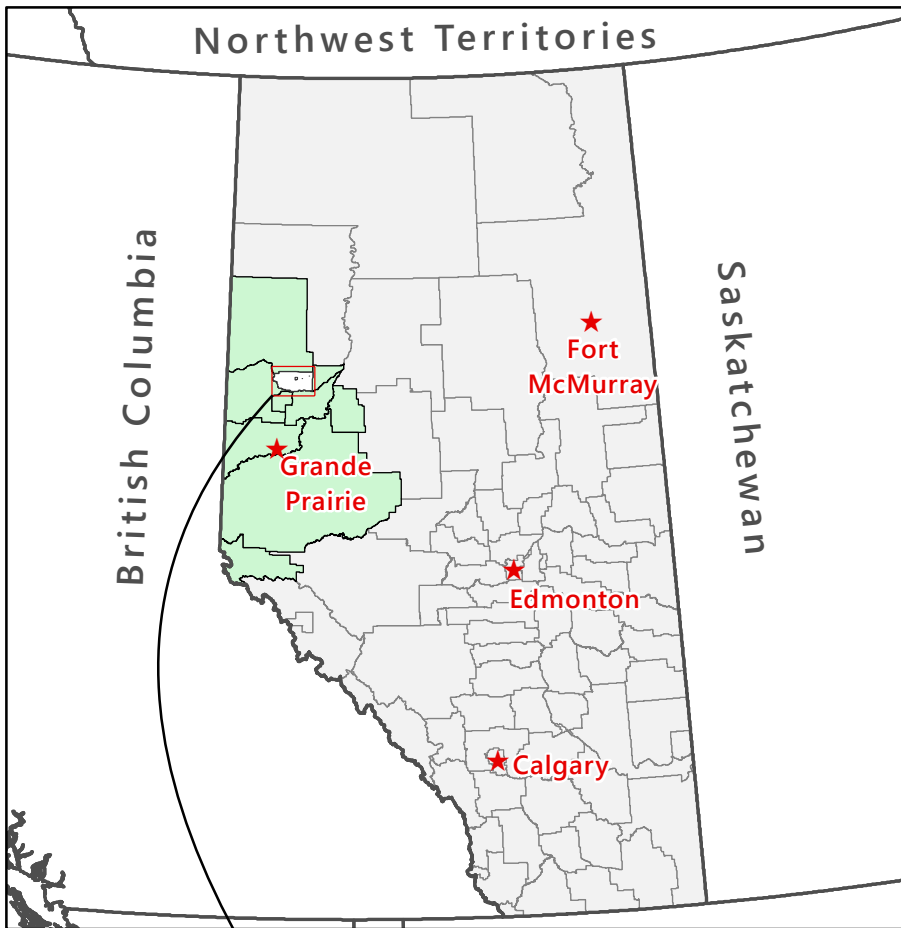 Northwest Territories
British Columbia
Saskatchewan
Fort
McMurray
Grande
Prairie
Edmonton
Calgary